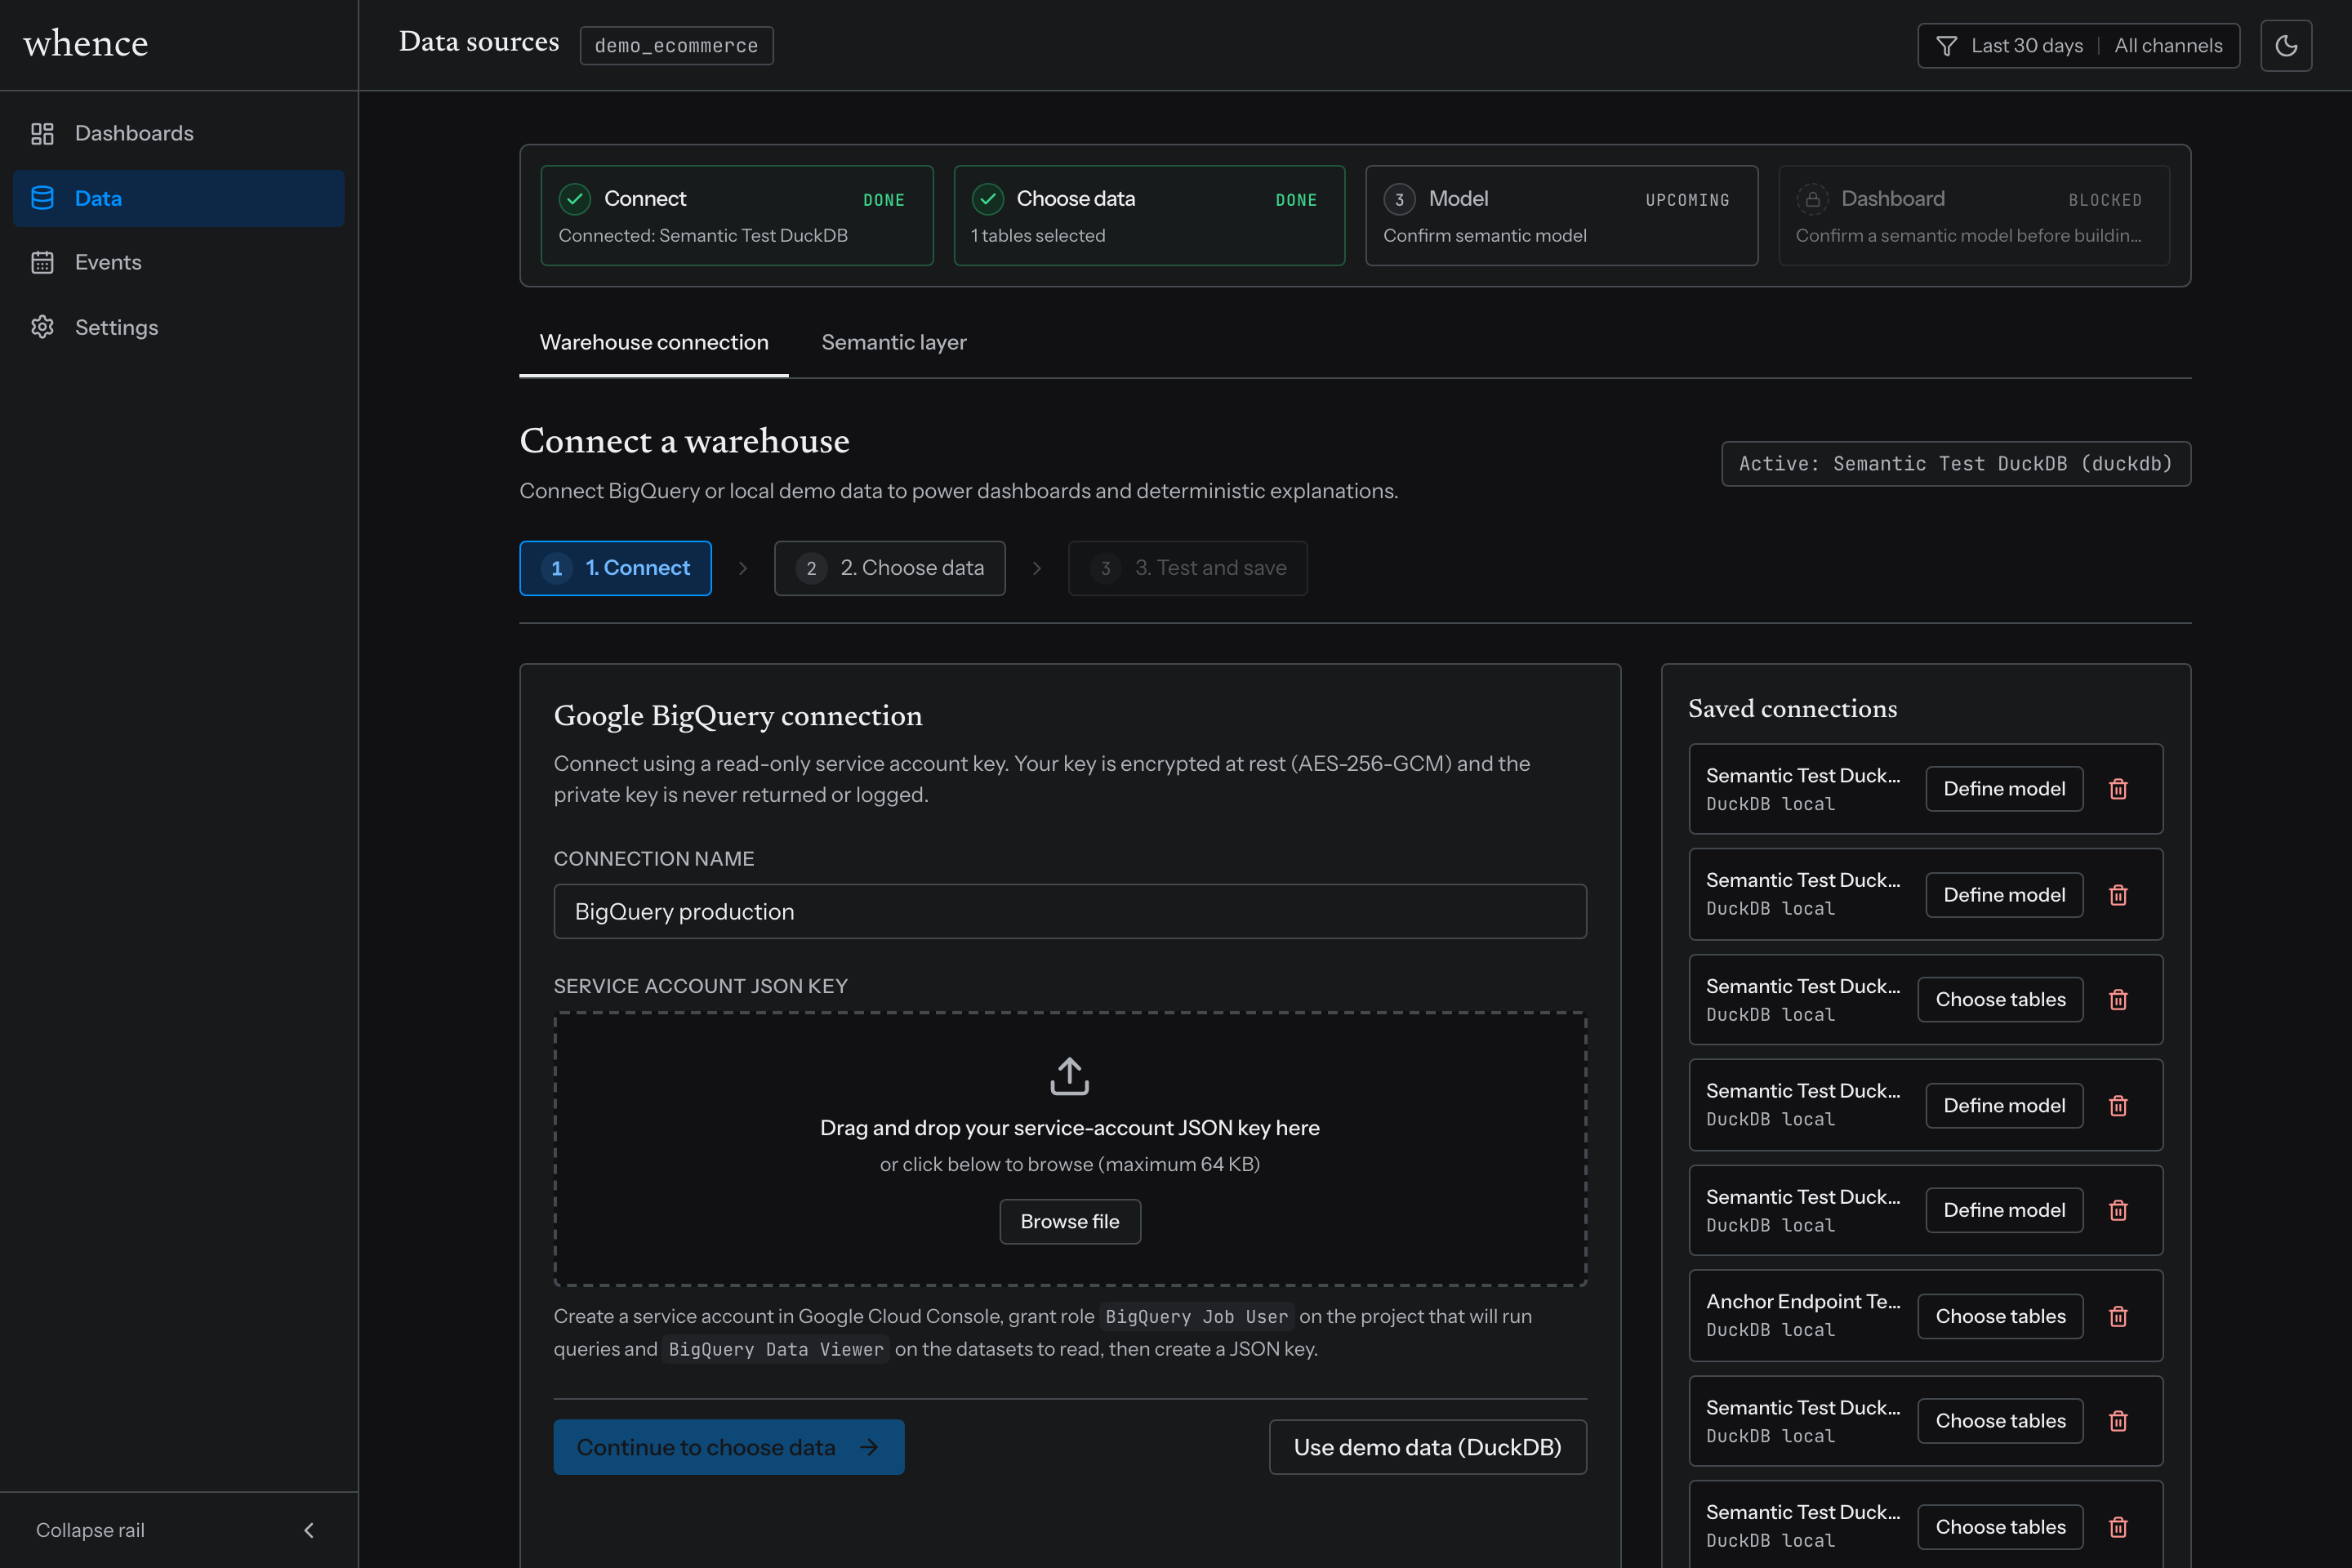 whence
Data sources
demo_ecommerce
Last 30 days | All channels
Dashboards
Data
Events
Settings
Connect
DONE
Connected: Semantic Test DuckDB
Choose data
DONE
1 tables selected
3
Model
UPCOMING
Confirm semantic model
Dashboard
BLOCKED
Confirm a semantic model before buildin...
Warehouse connection
Semantic layer
Connect a warehouse
Connect BigQuery or local demo data to power dashboards and deterministic explanations.
Active: Semantic Test DuckDB (duckdb)
1 1. Connect
2 2. Choose data
3 3. Test and save
Google BigQuery connection
Connect using a read-only service account key. Your key is encrypted at rest (AES-256-GCM) and the
private key is never returned or logged.
CONNECTION NAME
BigQuery production
SERVICE ACCOUNT JSON KEY
Drag and drop your service-account JSON key here
or click below to browse (maximum 64 KB)
Browse file
Create a service account in Google Cloud Console, grant role BigQuery Job User on the project that will run
queries and BigQuery Data Viewer on the datasets to read, then create a JSON key.
Continue to choose data
Use demo data (DuckDB)
Saved connections
Semantic Test Duck...
DuckDB local
Define model
Semantic Test Duck...
DuckDB local
Define model
Semantic Test Duck...
DuckDB local
Choose tables
Semantic Test Duck...
DuckDB local
Define model
Semantic Test Duck...
DuckDB local
Define model
Anchor Endpoint Te...
DuckDB local
Choose tables
Semantic Test Duck...
DuckDB local
Choose tables
Semantic Test Duck...
DuckDB local
Choose tables
Collapse rail